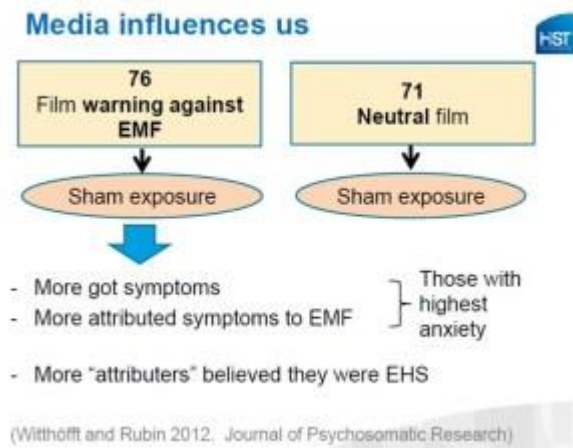 Media influences us
HST
76
Film warning against
EMF
71
Neutral film
Sham exposure
Sham exposure
- More got symptoms
- More attributed symptoms to EMF
Those with
highest
anxiety
- More "attributers" believed they were EHS
(Witthöfft and Rubin 2012. Journal of Psychosomatic Research)